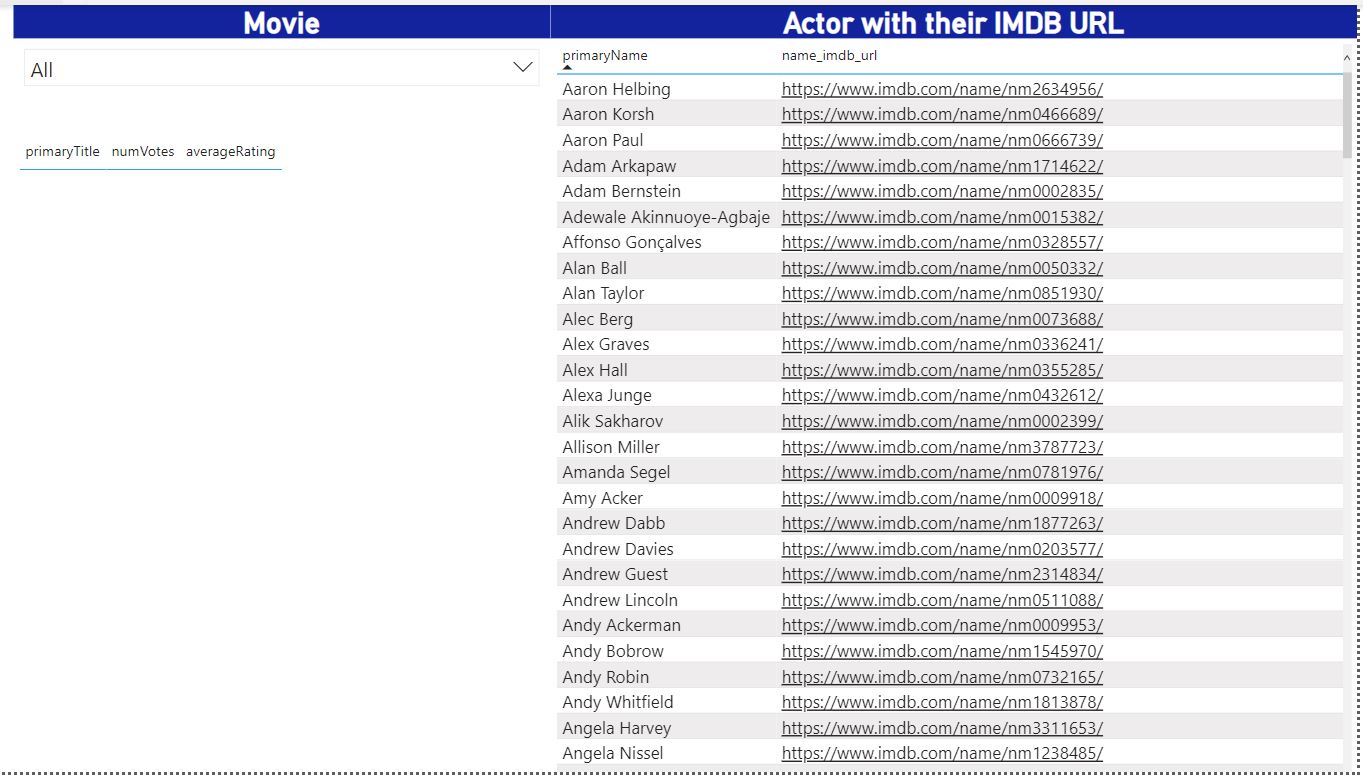 Movie
Actor with their IMDB URL
All
primaryTitle numVotes averageRating
primaryName name_imdb_url
Aaron Helbing https://www.imdb.com/name/nm2634956/
Aaron Korsh https://www.imdb.com/name/nm0466689/
Aaron Paul https://www.imdb.com/name/nm0666739/
Adam Arkapaw https://www.imdb.com/name/nm1714622/
Adam Bernstein https://www.imdb.com/name/nm0002835/
Adewale Akinnuoye-Agbaje https://www.imdb.com/name/nm0015382/
Affonso Gonçalves https://www.imdb.com/name/nm0328557/
Alan Ball https://www.imdb.com/name/nm0050332/
Alan Taylor https://www.imdb.com/name/nm0851930/
Alec Berg https://www.imdb.com/name/nm0073688/
Alex Graves https://www.imdb.com/name/nm0336241/
Alex Hall https://www.imdb.com/name/nm0355285/
Alexa Junge https://www.imdb.com/name/nm0432612/
Alik Sakharov https://www.imdb.com/name/nm0002399/
Allison Miller https://www.imdb.com/name/nm3787723/
Amanda Segel https://www.imdb.com/name/nm0781976/
Amy Acker https://www.imdb.com/name/nm0009918/
Andrew Dabb https://www.imdb.com/name/nm1877263/
Andrew Davies https://www.imdb.com/name/nm0203577/
Andrew Guest https://www.imdb.com/name/nm2314834/
Andrew Lincoln https://www.imdb.com/name/nm0511088/
Andy Ackerman https://www.imdb.com/name/nm0009953/
Andy Bobrow https://www.imdb.com/name/nm1545970/
Andy Robin https://www.imdb.com/name/nm0732165/
Andy Whitfield https://www.imdb.com/name/nm1813878/
Angela Harvey https://www.imdb.com/name/nm3311653/
Angela Nissel https://www.imdb.com/name/nm1238485/